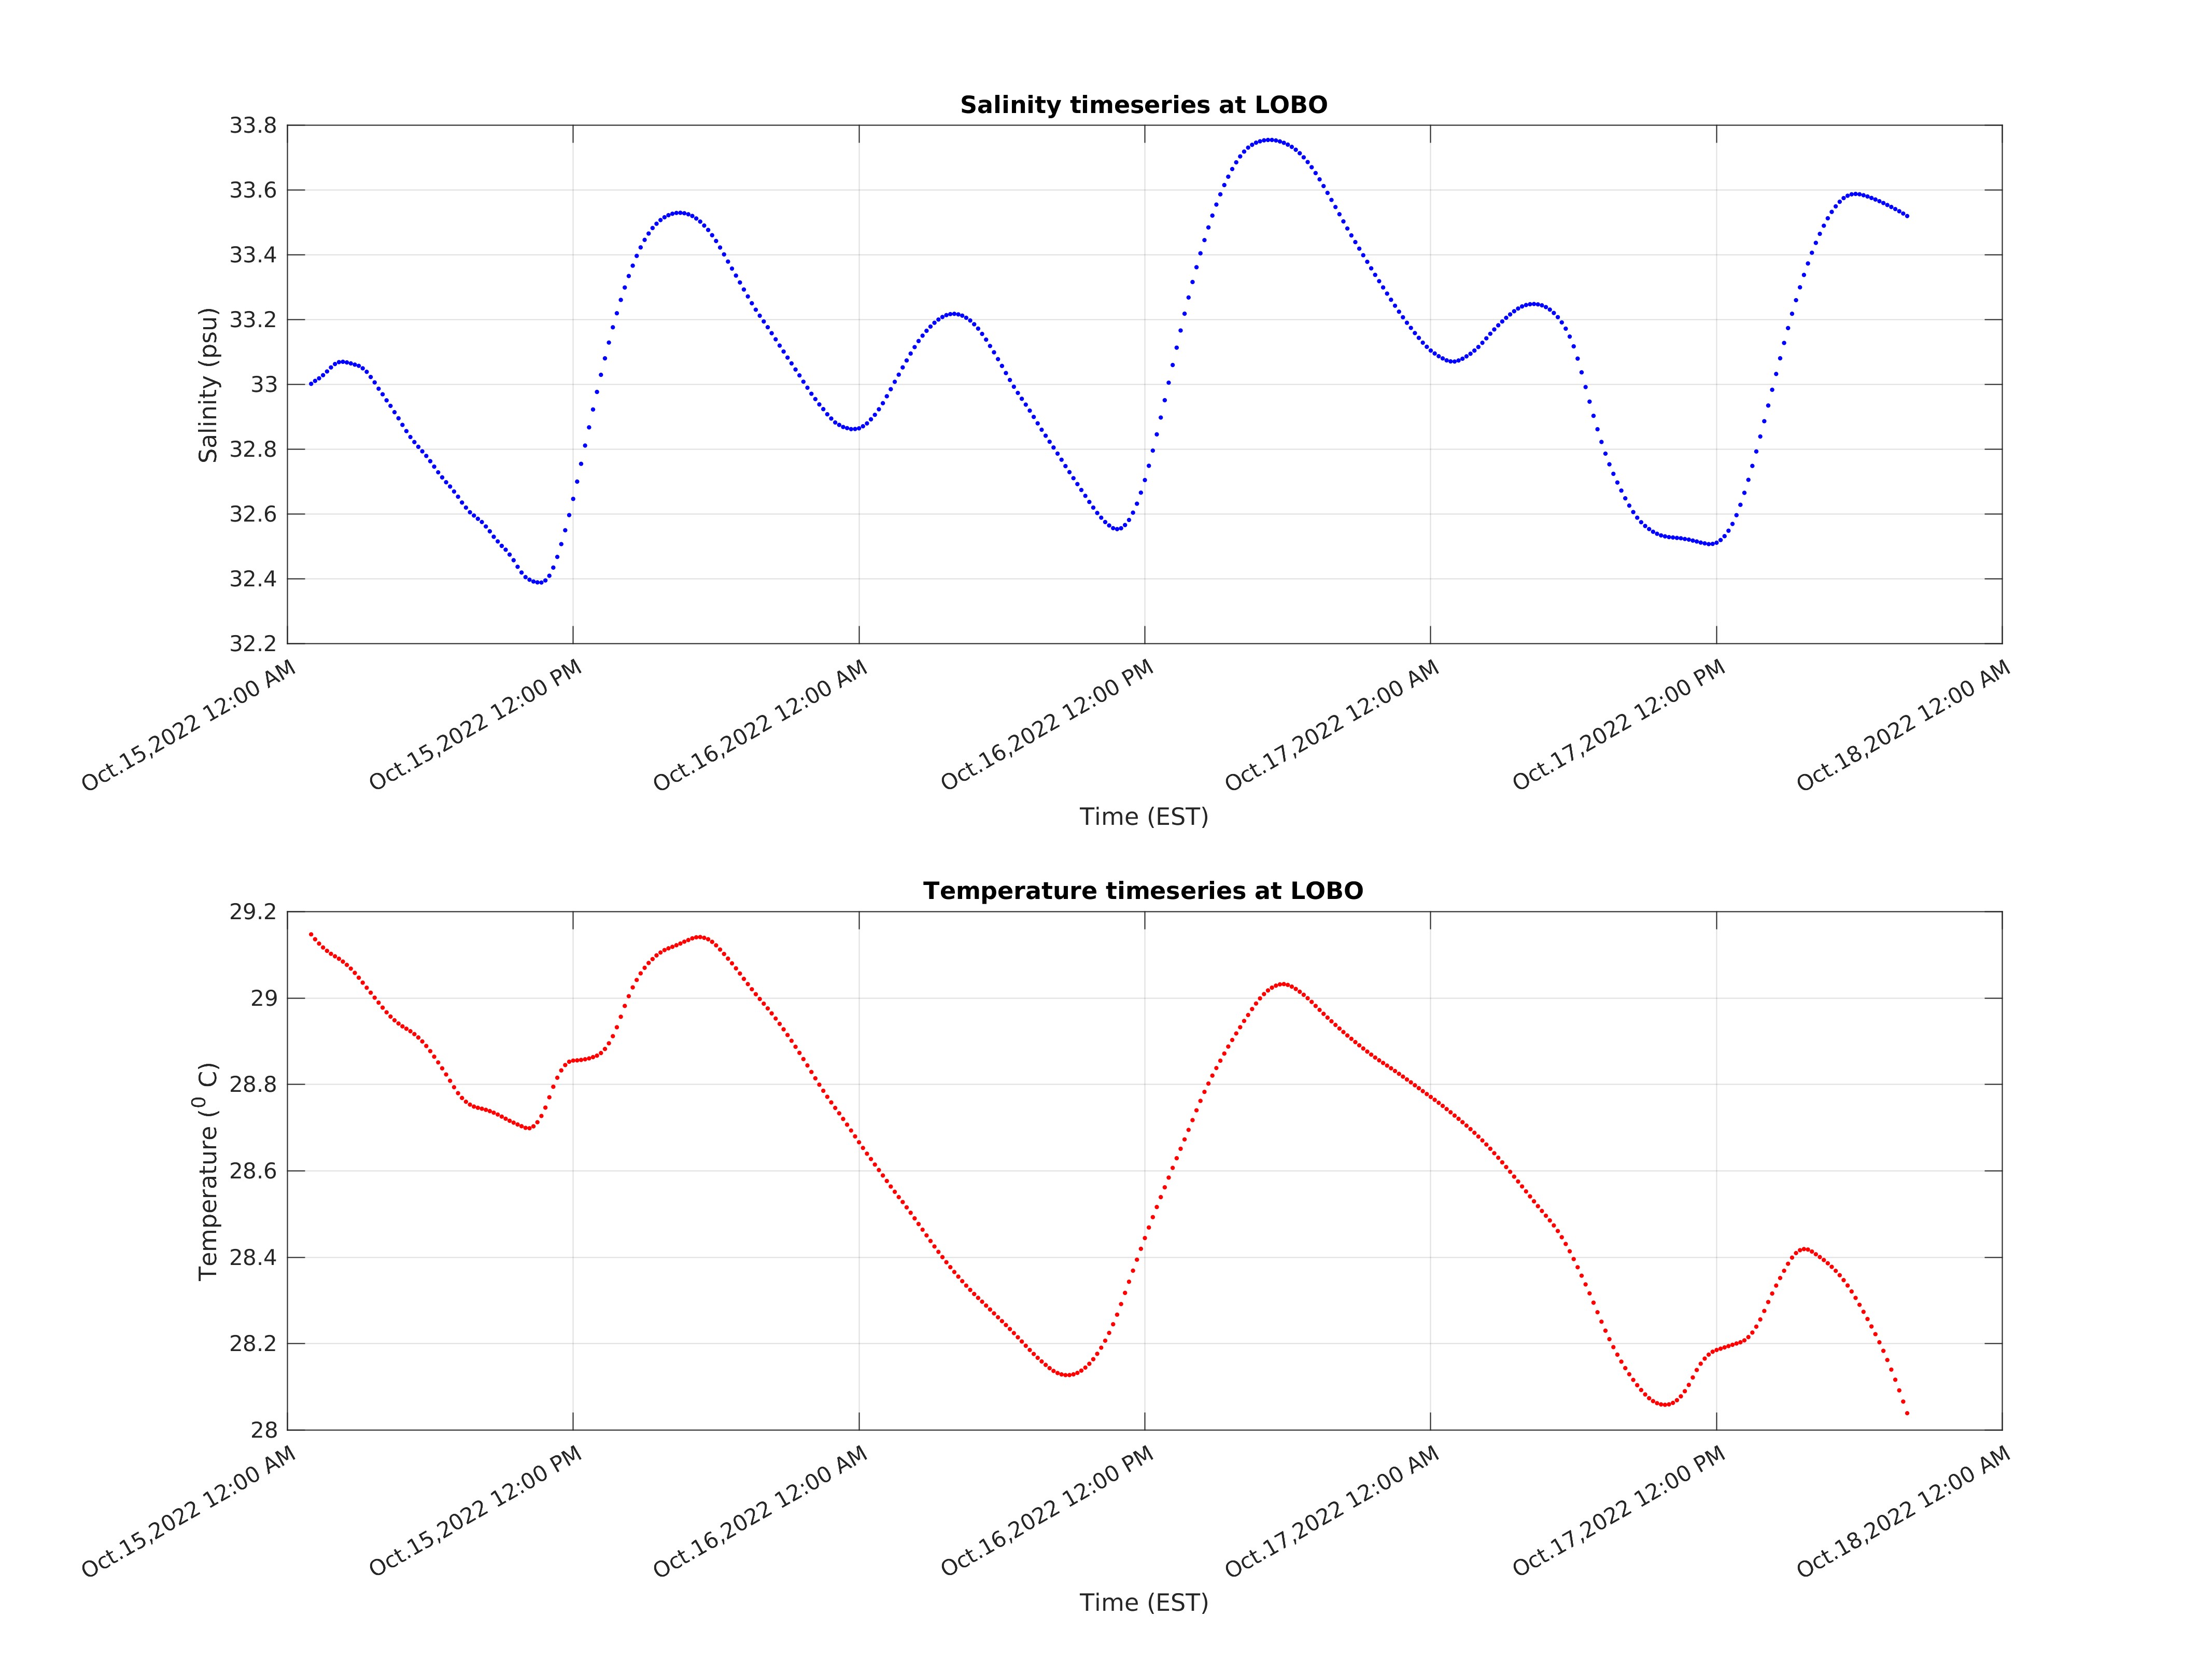 Salinity timeseries at LOBO
33.8
33.6
33.4
33.2
33
32.8
32.6
32.4
32.2
Salinity (psu)
Oct.15,2022 12:00 AM
Oct.15,2022 12:00 PM
Oct.16,2022 12:00 AM
Oct.16,2022 12:00 PM
Oct.17,2022 12:00 AM
Oct.17,2022 12:00 PM
Oct.18,2022 12:00 AM
Time (EST)
Temperature timeseries at LOBO
29.2
29
28.8
28.6
28.4
28.2
28
Temperature (⁰ C)
Oct.15,2022 12:00 AM
Oct.15,2022 12:00 PM
Oct.16,2022 12:00 AM
Oct.16,2022 12:00 PM
Oct.17,2022 12:00 AM
Oct.17,2022 12:00 PM
Oct.18,2022 12:00 AM
Time (EST)